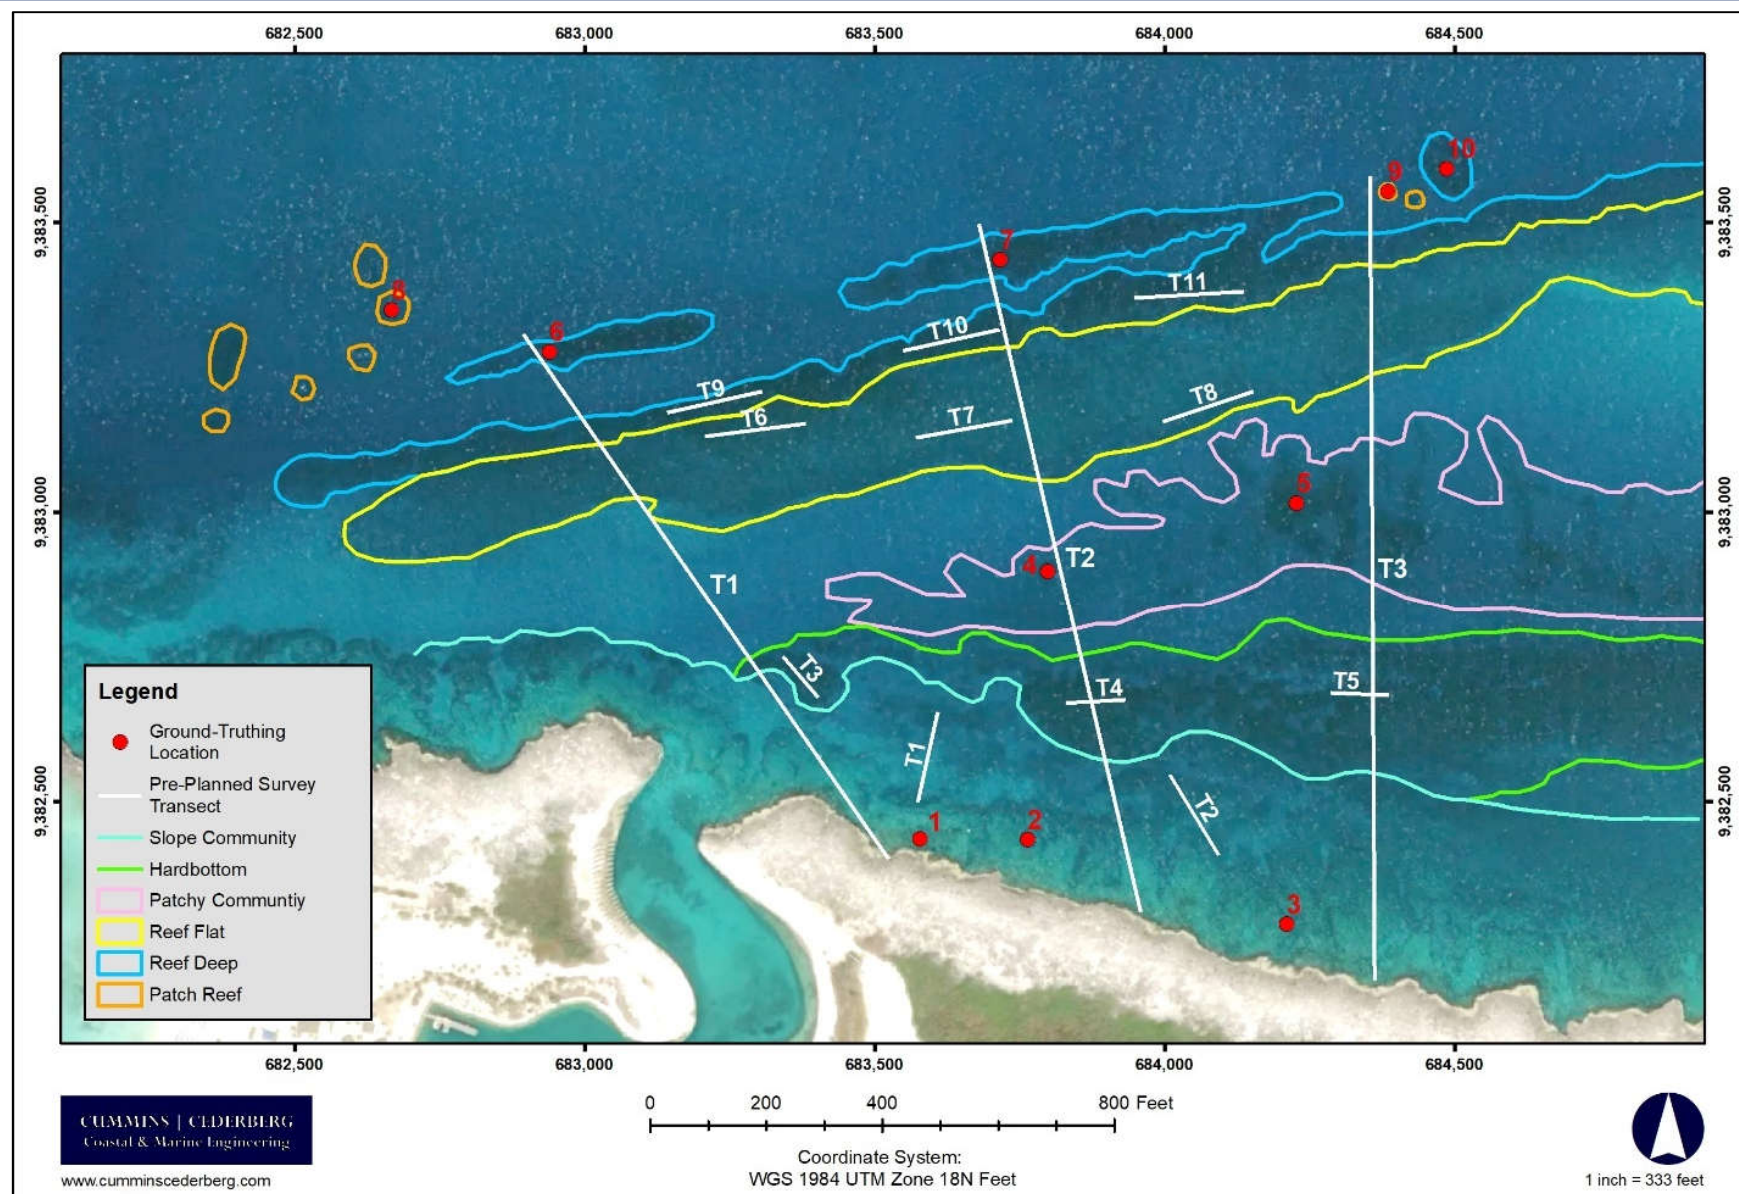 682,500 683,000 683,500 684,000 684,500
9,383,500
9,383,000
9,382,500
9,383,500
9,383,000
9,382,500
10
9
7
8
6
T11
T10
T9
T8
T6
T7
5
4
T2
T3
T1
T3
T4
T5
T1
T2
1
2
3
Legend
Ground-Truthing
Location
Pre-Planned Survey
Transect
Slope Community
Hardbottom
Patchy Communtiy
Reef Flat
Reef Deep
Patch Reef
682,500 683,000 683,500 684,000 684,500
CUMMINS | CEDERBERG
Coastal & Marine Engineering
www.cumminscederberg.com
0 200 400 800 Feet
Coordinate System:
WGS 1984 UTM Zone 18N Feet
1 inch = 333 feet